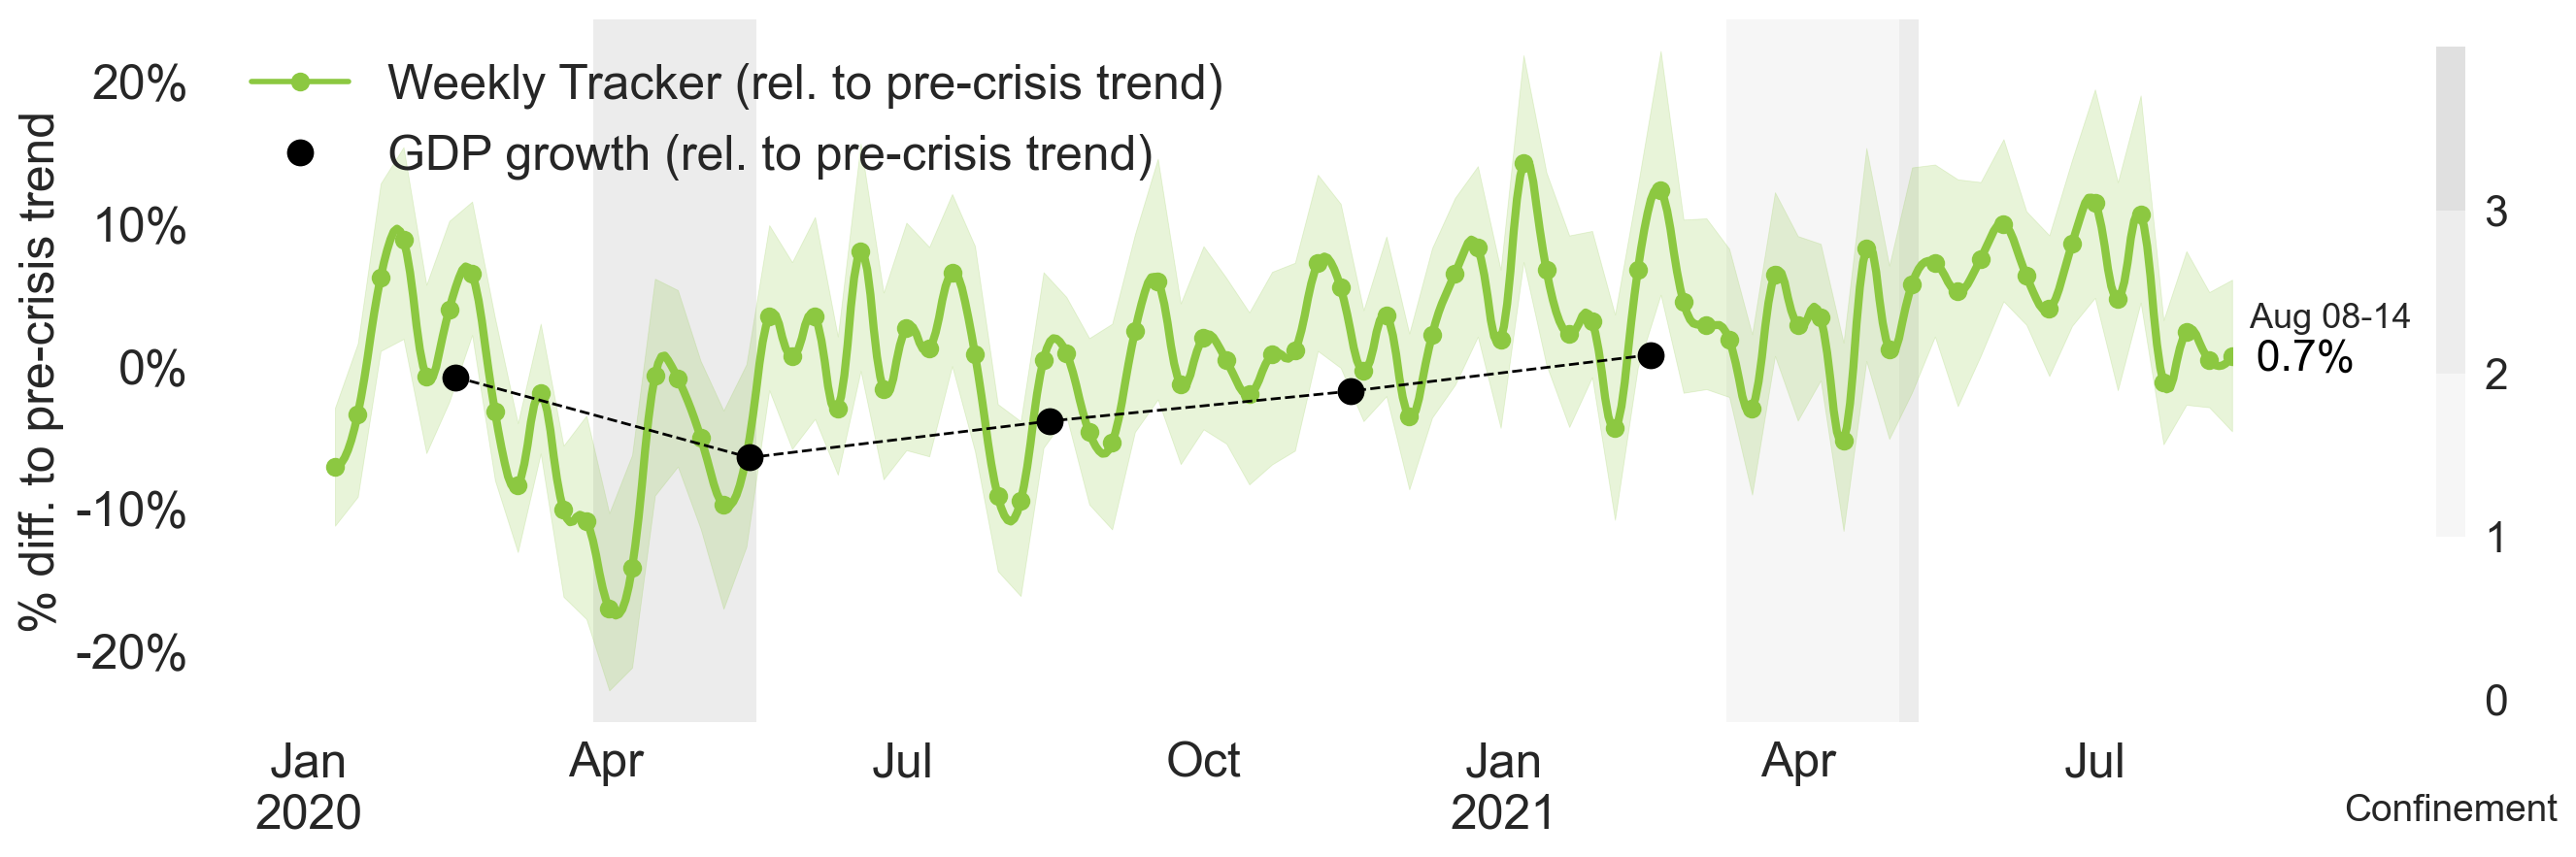 Weekly Tracker (rel. to pre-crisis trend)
GDP growth (rel. to pre-crisis trend)
% diff. to pre-crisis trend
20%
10%
0%
-10%
-20%
Aug 08-14
0.7%
3
2
1
0
Jan Apr Jul Oct Jan Apr Jul
2020 2021
Confinement